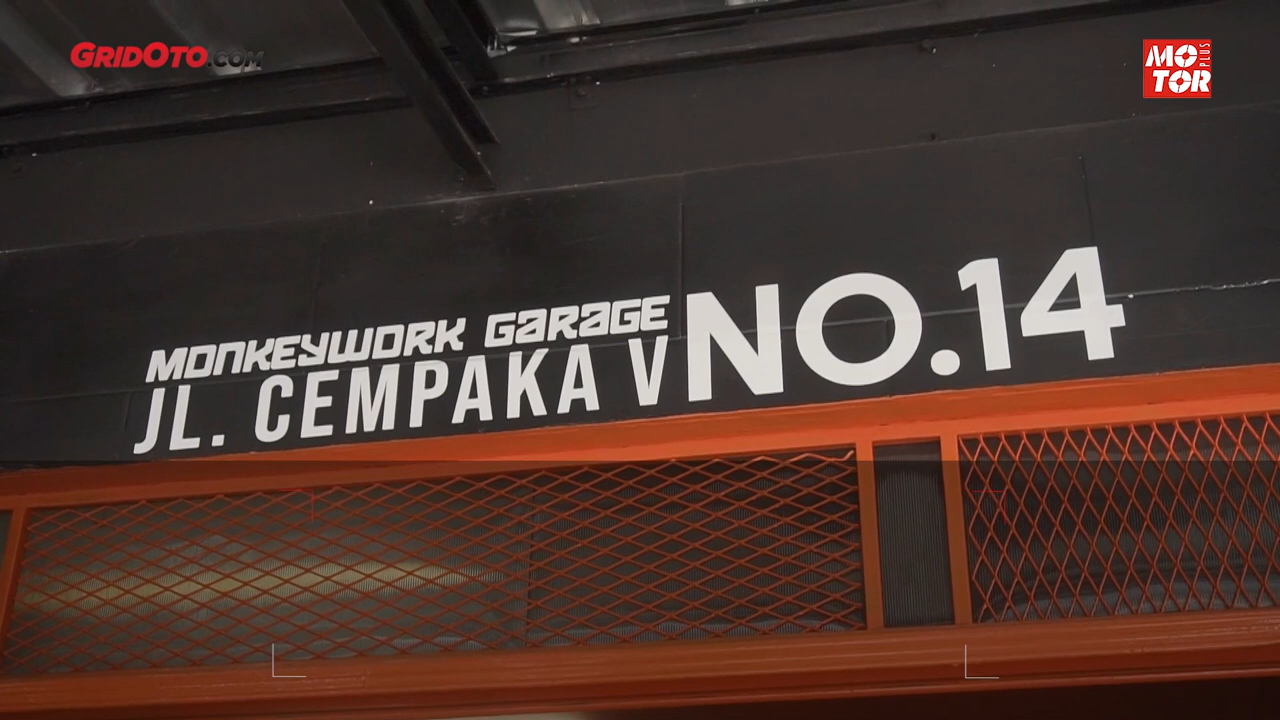 GRIDOTO.COM
MOTOR PLUS
MONKEYWORK GARAGE
JL. CEMPAKA V NO.14